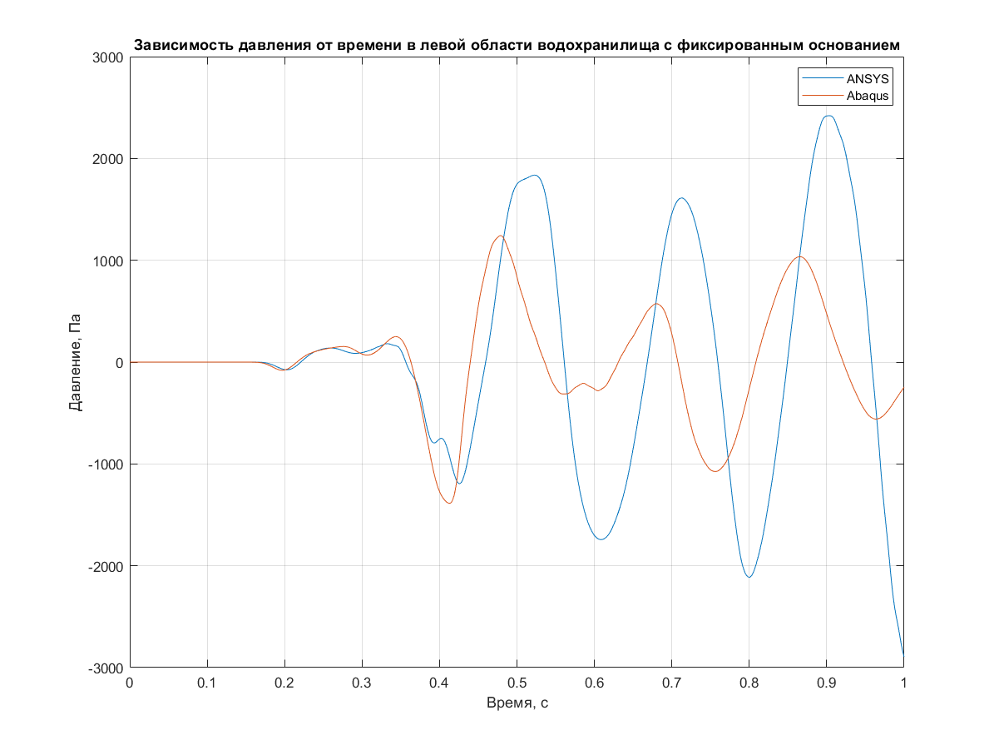 Зависимость давления от времени в левой области водохранилища с фиксированным основанием
3000
2000
1000
0
-1000
-2000
-3000
Давление, Па
ANSYS
Abaqus
0 0.1 0.2 0.3 0.4 0.5 0.6 0.7 0.8 0.9 1
Время, с